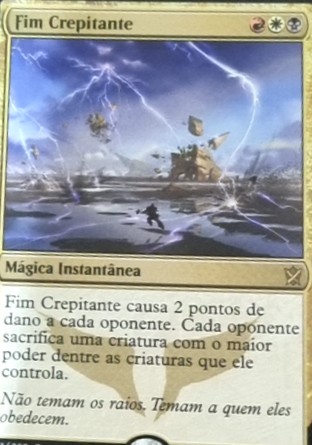 Fim Crepitante
Mágica Instantânea
Fim Crepitante causa 2 pontos de
dano a cada oponente. Cada oponente
sacrifica uma criatura com o maior
poder dentre as criaturas que ele
controla.
Não temam os raios. Temam a quem eles
obedecem.